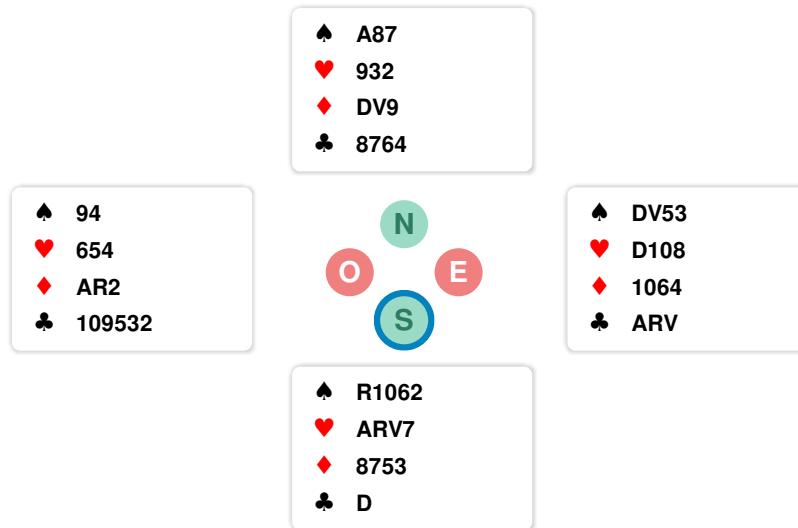 ♠ A87
♥ 932
♦ DV9
♣ 8764
♠ 94
♥ 654
♦ AR2
♣ 109532
N
O E
S
♠ DV53
♥ D108
♦ 1064
♣ ARV
♠ R1062
♥ ARV7
♦ 8753
♣ D